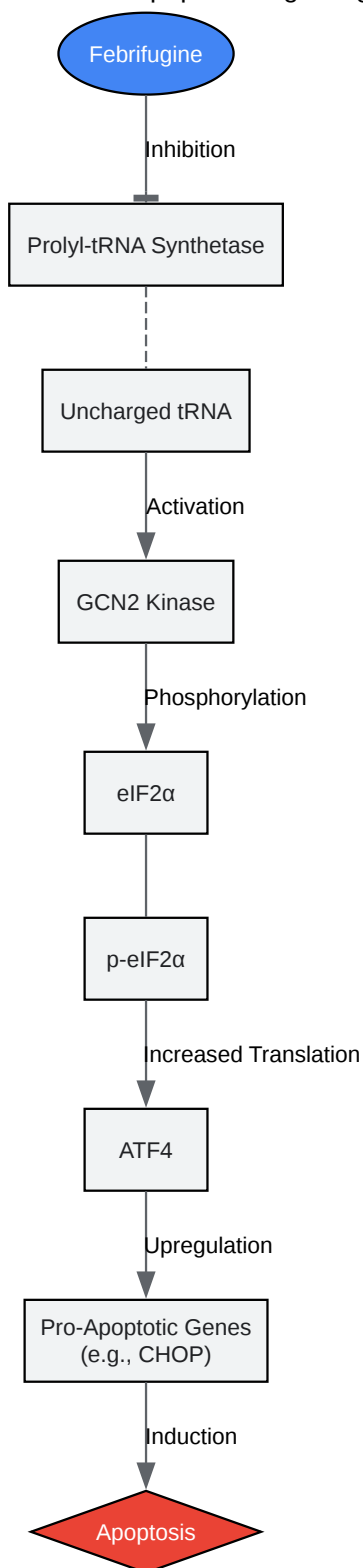 Febrifugine
Inhibition
Prolyl-tRNA Synthetase
Uncharged tRNA
Activation
GCN2 Kinase
Phosphorylation
eIF2α
p-eIF2α
Increased Translation
ATF4
Upregulation
Pro-Apoptotic Genes
(e.g., CHOP)
Induction
Apoptosis